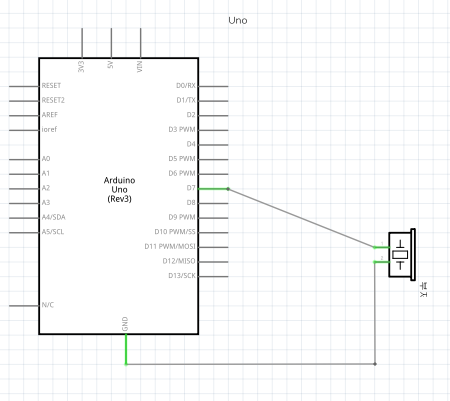 Uno
3V3
5V
VIN
RESET
RESET2
AREF
ioref
A0
A1
A2
A3
A4/SDA
A5/SCL
N/C
Arduino
Uno
(Rev3)
D0/RX
D1/TX
D2
D3 PWM
D4
D5 PWM
D6 PWM
D7
D8
D9 PWM
D10 PWM/SS
D11 PWM/MOSI
D12/MISO
D13/SCK
GND